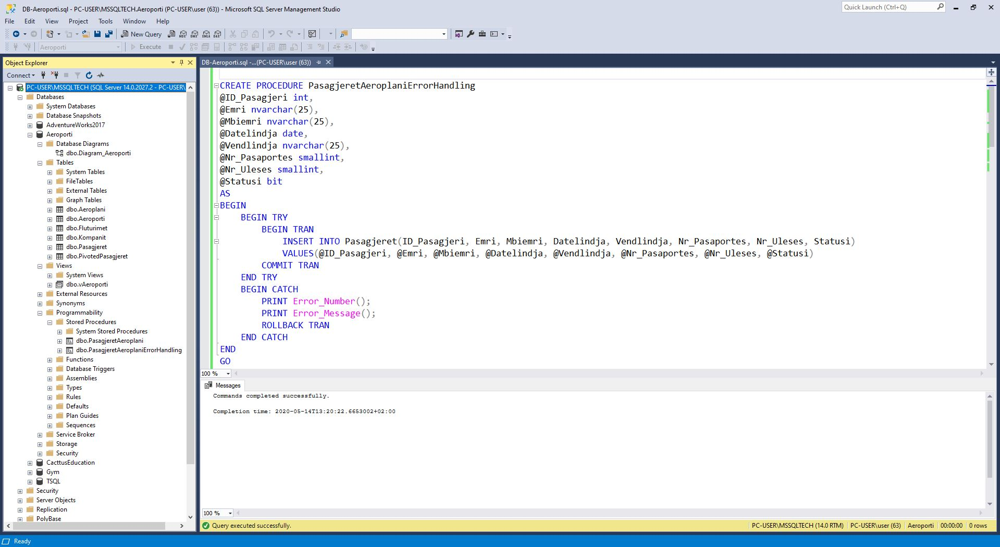 DB-Aeroporti.sql - PC-USER\MSSQLTECH.Aeroporti (PC-USER\user (63)) - Microsoft SQL Server Management Studio
Quick Launch (Ctrl+Q)
File Edit View Project Tools Window Help
New Query
MDX DMX XMLA DAX
Aeroporti
Execute
Object Explorer
Connect
PC-USER\MSSQLTECH (SQL Server 14.0.2027.2 - PC-USER\
Databases
System Databases
Database Snapshots
AdventureWorks2017
Aeroporti
Database Diagrams
dbo.Diagram_Aeroporti
Tables
System Tables
FileTables
External Tables
Graph Tables
dbo.Aeroplani
dbo.Aeroporti
dbo.Fluturimet
dbo.Kompanit
dbo.Pasagjeret
dbo.PivotedPasagjeret
Views
System Views
dbo.vAeroporti
External Resources
Synonyms
Programmability
Stored Procedures
System Stored Procedures
dbo.PasagjeretAeroplani
dbo.PasagjeretAeroplaniErrorHandling
Functions
Database Triggers
Assemblies
Types
Rules
Defaults
Plan Guides
Sequences
Service Broker
Storage
Security
CacttusEducation
Gym
TSQL
Security
Server Objects
Replication
PolyBase
DB-Aeroporti.sql -...(PC-USER\user (63))
CREATE PROCEDURE PasagjeretAeroplaniErrorHandling
@ID_Pasagjeri int,
@Emri nvarchar(25),
@Mbiemri nvarchar(25),
@Datelindja date,
@Vendlindja nvarchar(25),
@Nr_Pasaportes smallint,
@Nr_Uleses smallint,
@Statusi bit
AS
BEGIN
BEGIN TRY
BEGIN TRAN
INSERT INTO Pasagjeret(ID_Pasagjeri, Emri, Mbiemri, Datelindja, Vendlindja, Nr_Pasaportes, Nr_Uleses, Statusi)
VALUES(@ID_Pasagjeri, @Emri, @Mbiemri, @Datelindja, @Vendlindja, @Nr_Pasaportes, @Nr_Uleses, @Statusi)
COMMIT TRAN
END TRY
BEGIN CATCH
PRINT Error_Number();
PRINT Error_Message();
ROLLBACK TRAN
END CATCH
END
GO
100 %
Messages
Commands completed successfully.
Completion time: 2020-05-14T13:20:22.6653002+02:00
100 %
Query executed successfully.
PC-USER\MSSQLTECH (14.0 RTM) PC-USER\user (63) Aeroporti 00:00:00 0 rows
Ready